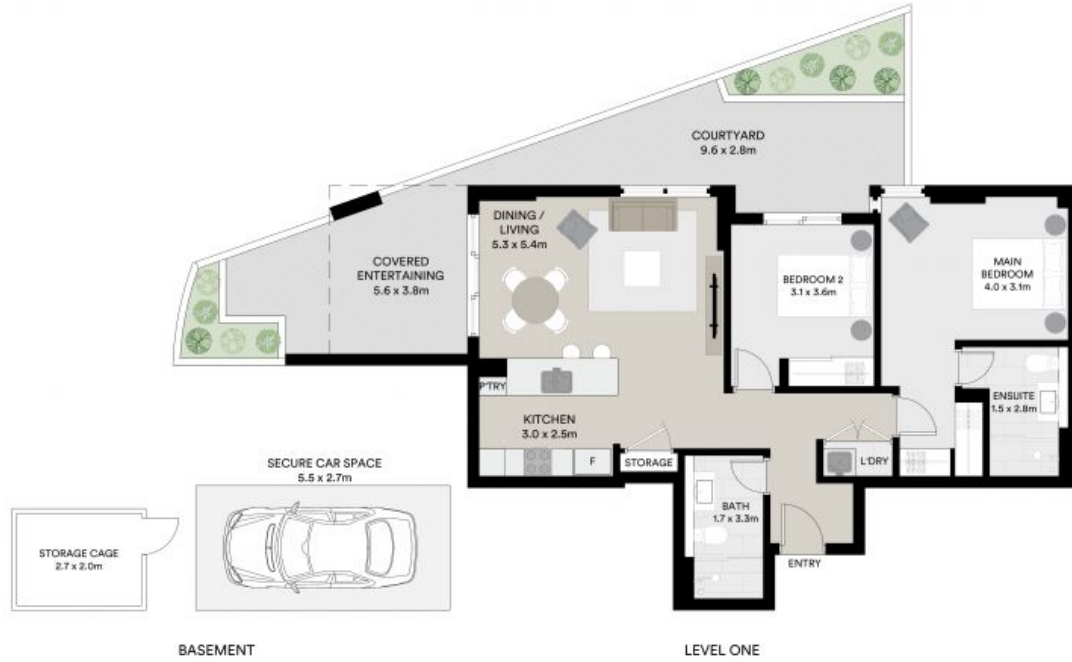 COURTYARD
9.6 x 2.8m
DINING /
LIVING
5.3 x 5.4m
COVERED
ENTERTAINING
5.6 x 3.8m
BEDROOM 2
3.1 x 3.6m
MAIN
BEDROOM
4.0 x 3.1m
P'TRY
KITCHEN
3.0 x 2.5m
ENSUITE
1.5 x 2.8m
F
STORAGE
L'DRY
SECURE CAR SPACE
5.5 x 2.7m
BATH
1.7 x 3.3m
STORAGE CAGE
2.7 x 2.0m
ENTRY
BASEMENT
LEVEL ONE